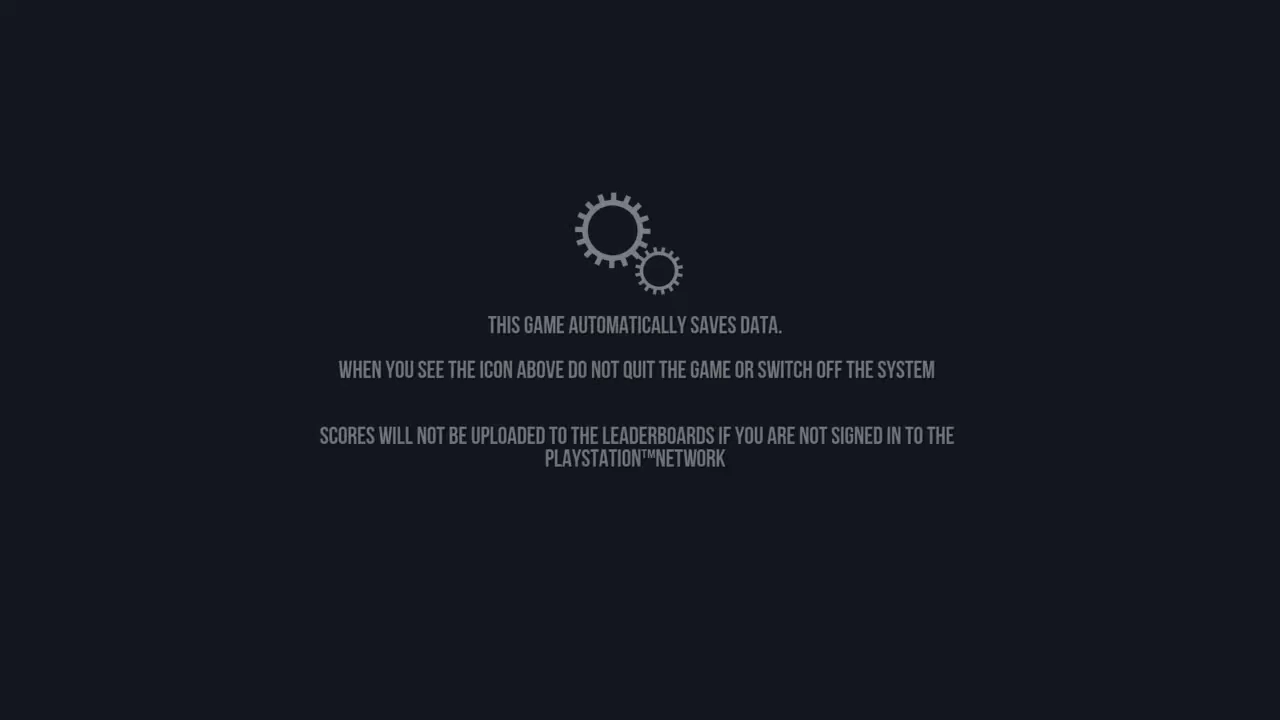 THIS GAME AUTOMATICALLY SAVES DATA.
WHEN YOU SEE THE ICON ABOVE DO NOT QUIT THE GAME OR SWITCH OFF THE SYSTEM
SCORES WILL NOT BE UPLOADED TO THE LEADERBOARDS IF YOU ARE NOT SIGNED IN TO THE
PLAYSTATION™NETWORK